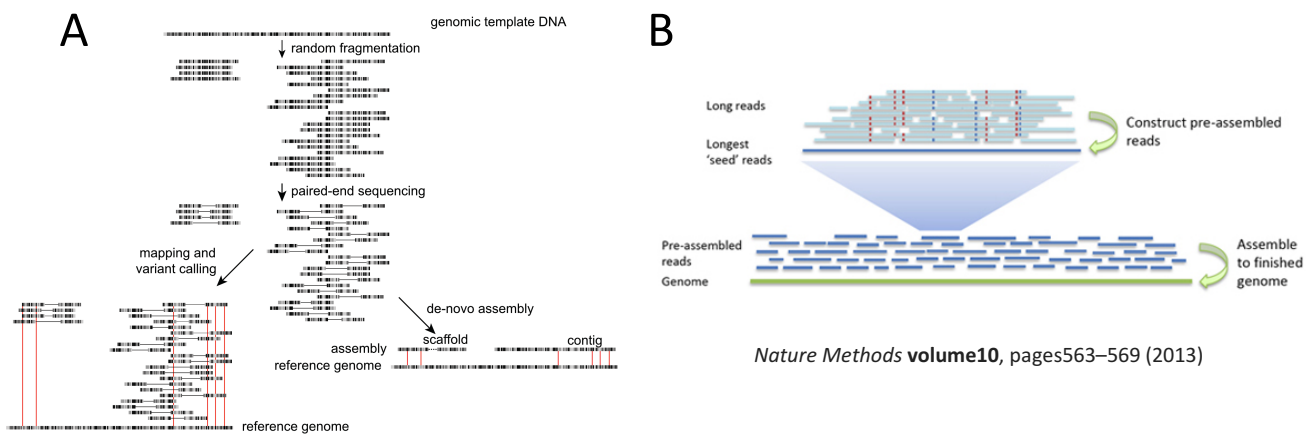 A
genomic template DNA
random fragmentation
paired-end sequencing
mapping and
variant calling
de-novo assembly
scaffold
contig
assembly
reference genome
reference genome
B
Long reads
Construct pre-assembled
reads
Longest
'seed' reads
Pre-assembled
reads
Genome
Assemble
to finished
genome
Nature Methods volume10, pages563–569 (2013)